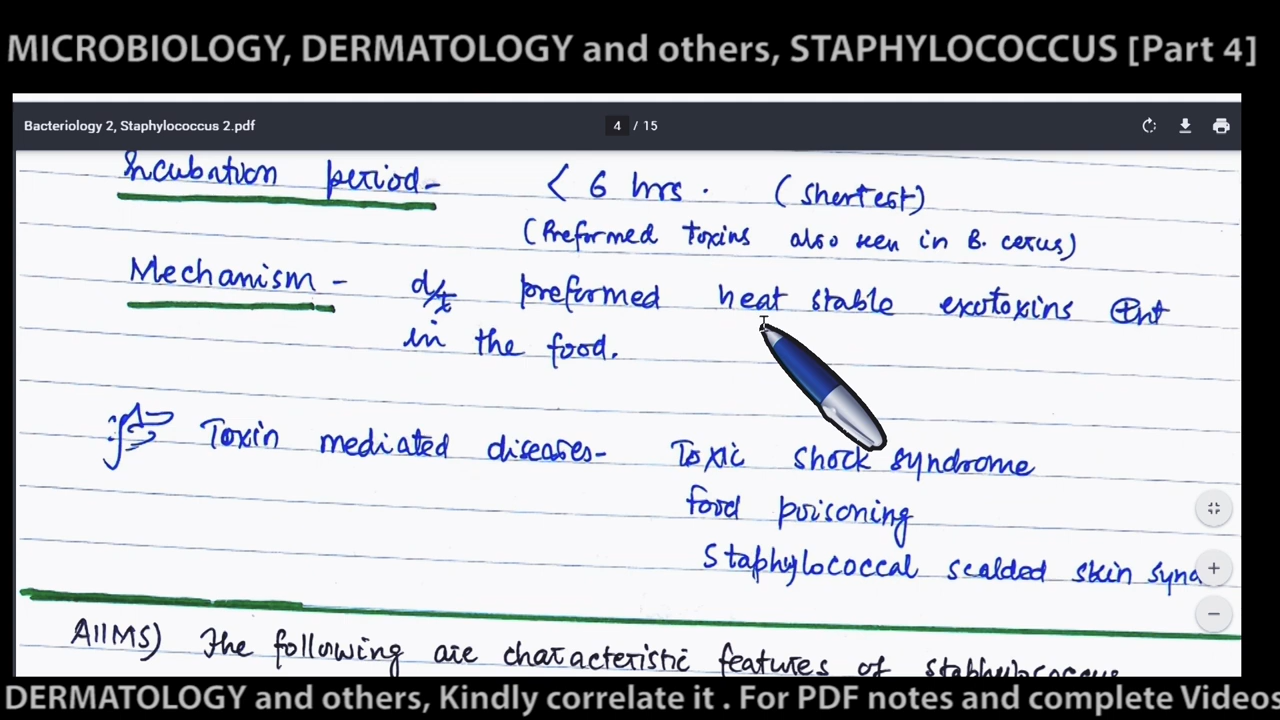 MICROBIOLOGY, DERMATOLOGY and others, STAPHYLOCOCCUS [Part 4]
Bacteriology 2, Staphylococcus 2.pdf 4 / 15
Incubation period- < 6 hrs. (Shortest)
(Preformed toxins also seen in B. cerus)
Mechanism - d/t preformed heat stable exotoxins ⊕nt
in the food.
Toxin mediated diseases- Toxic shock syndrome
food poisoning
Staphylococcal scalded skin synd
AIIMS) The following are characteristic features of staphylococcus
DERMATOLOGY and others, Kindly correlate it . For PDF notes and complete Videos